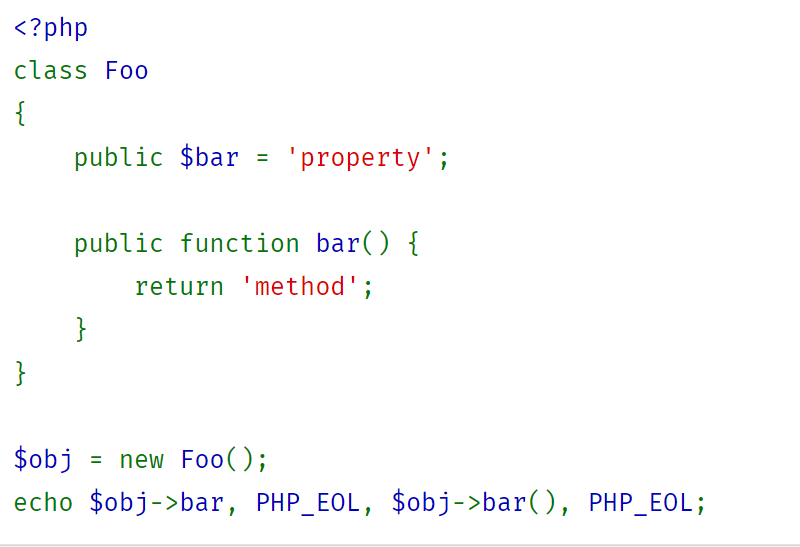 <?php
class Foo
{
    public $bar = 'property';

    public function bar() {
        return 'method';
    }
}

$obj = new Foo();
echo $obj->bar, PHP_EOL, $obj->bar(), PHP_EOL;